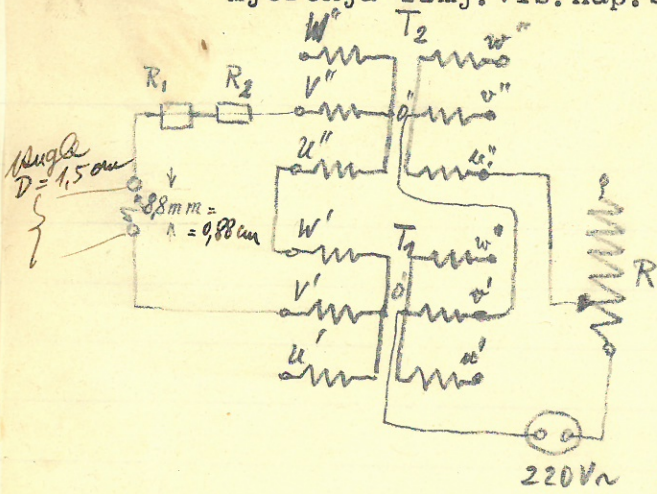 T₂
W" w"
R₁ R₂ V" O" v"
U" u"
Kugla
D = 1,5 cm
8,8 mm =
= 0,88 cm
W' T₁ w'
V' O' v'
U' u'
R
220V~